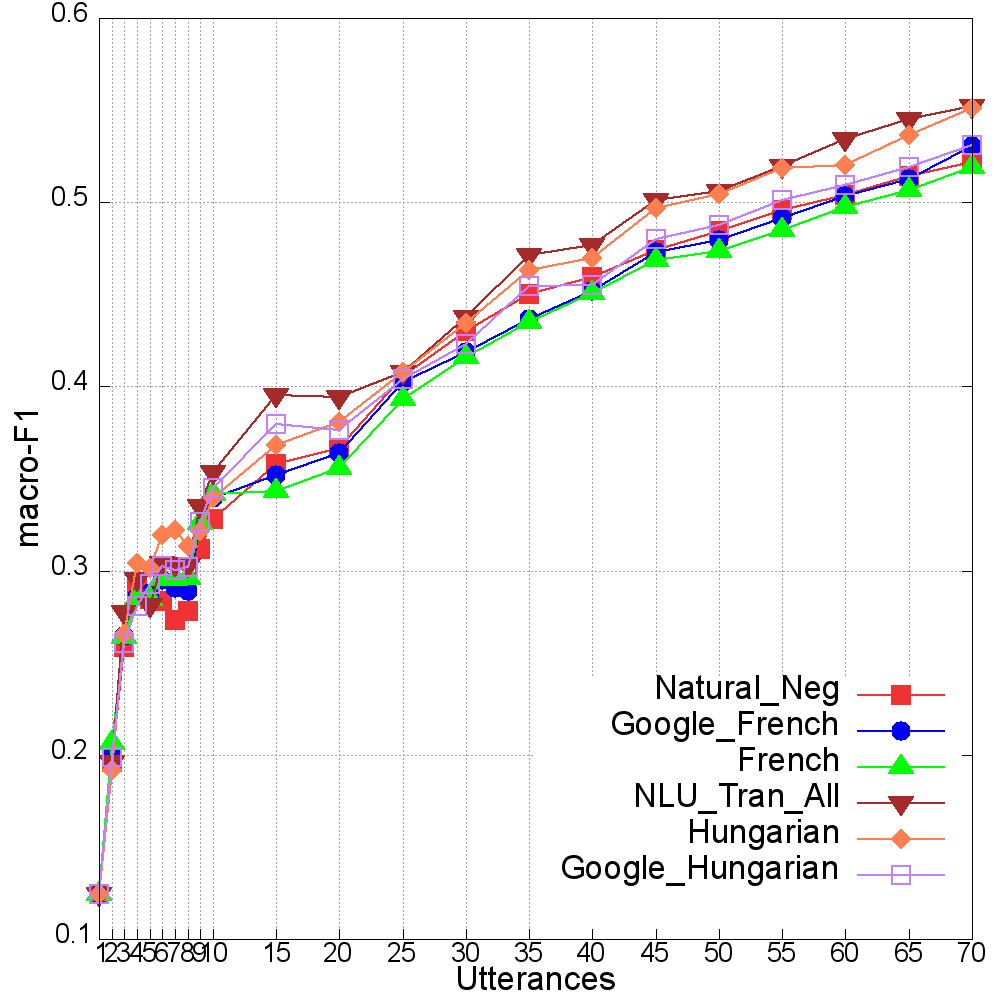 0.6
0.5
0.4
0.3
0.2
0.1
macro-F1
Natural_Neg
Google_French
French
NLU_Tran_All
Hungarian
Google_Hungarian
1 2 3 4 5 6 7 8 9 10 15 20 25 30 35 40 45 50 55 60 65 70
Utterances